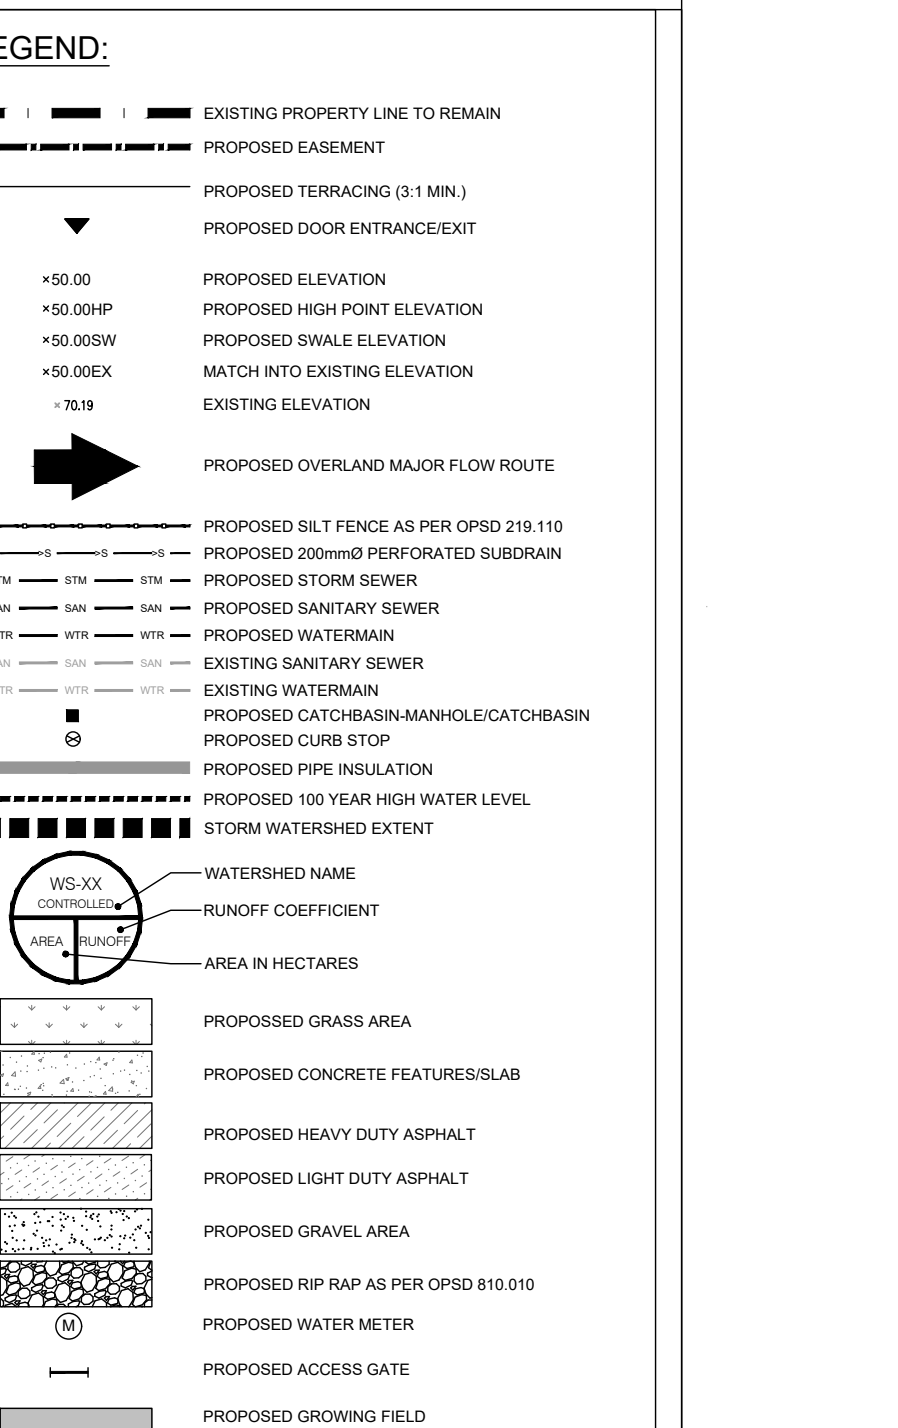 EGEND:
EXISTING PROPERTY LINE TO REMAIN
PROPOSED EASEMENT
PROPOSED TERRACING (3:1 MIN.)
PROPOSED DOOR ENTRANCE/EXIT
×50.00 PROPOSED ELEVATION
×50.00HP PROPOSED HIGH POINT ELEVATION
×50.00SW PROPOSED SWALE ELEVATION
×50.00EX MATCH INTO EXISTING ELEVATION
× 70.19 EXISTING ELEVATION
PROPOSED OVERLAND MAJOR FLOW ROUTE
PROPOSED SILT FENCE AS PER OPSD 219.110
>S >S >S PROPOSED 200mmØ PERFORATED SUBDRAIN
TM STM STM PROPOSED STORM SEWER
AN SAN SAN PROPOSED SANITARY SEWER
TR WTR WTR PROPOSED WATERMAIN
AN SAN SAN EXISTING SANITARY SEWER
TR WTR WTR EXISTING WATERMAIN
PROPOSED CATCHBASIN-MANHOLE/CATCHBASIN
PROPOSED CURB STOP
PROPOSED PIPE INSULATION
PROPOSED 100 YEAR HIGH WATER LEVEL
STORM WATERSHED EXTENT
WATERSHED NAME
WS-XX
CONTROLLED
RUNOFF COEFFICIENT
AREA RUNOFF
AREA IN HECTARES
PROPOSSED GRASS AREA
PROPOSED CONCRETE FEATURES/SLAB
PROPOSED HEAVY DUTY ASPHALT
PROPOSED LIGHT DUTY ASPHALT
PROPOSED GRAVEL AREA
PROPOSED RIP RAP AS PER OPSD 810.010
M PROPOSED WATER METER
PROPOSED ACCESS GATE
PROPOSED GROWING FIELD